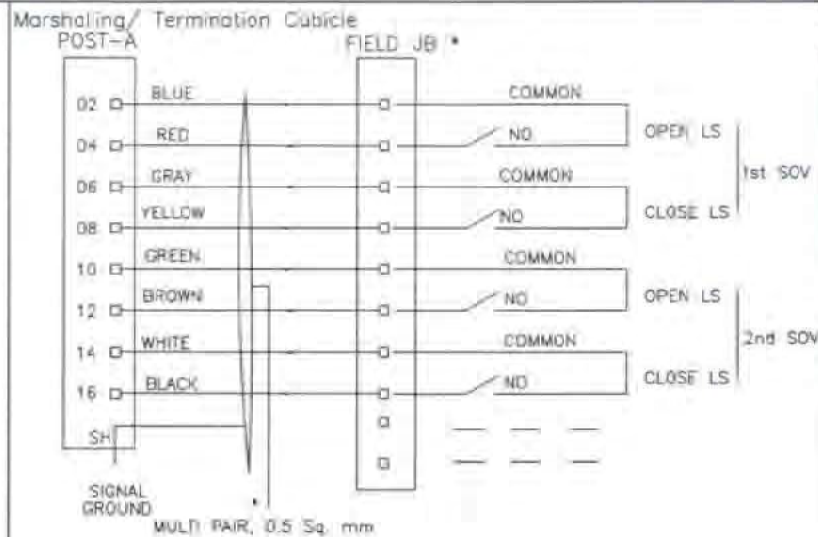 Marshaling/ Termination Cubicle
POST-A
FIELD JB *
02 BLUE COMMON
04 RED NO OPEN LS
06 GRAY COMMON
1st SOV
08 YELLOW NO CLOSE LS
10 GREEN COMMON
12 BROWN NO OPEN LS
14 WHITE COMMON
2nd SOV
16 BLACK NO CLOSE LS
SH
SIGNAL
GROUND
*
MULTI PAIR, 0.5 Sq. mm